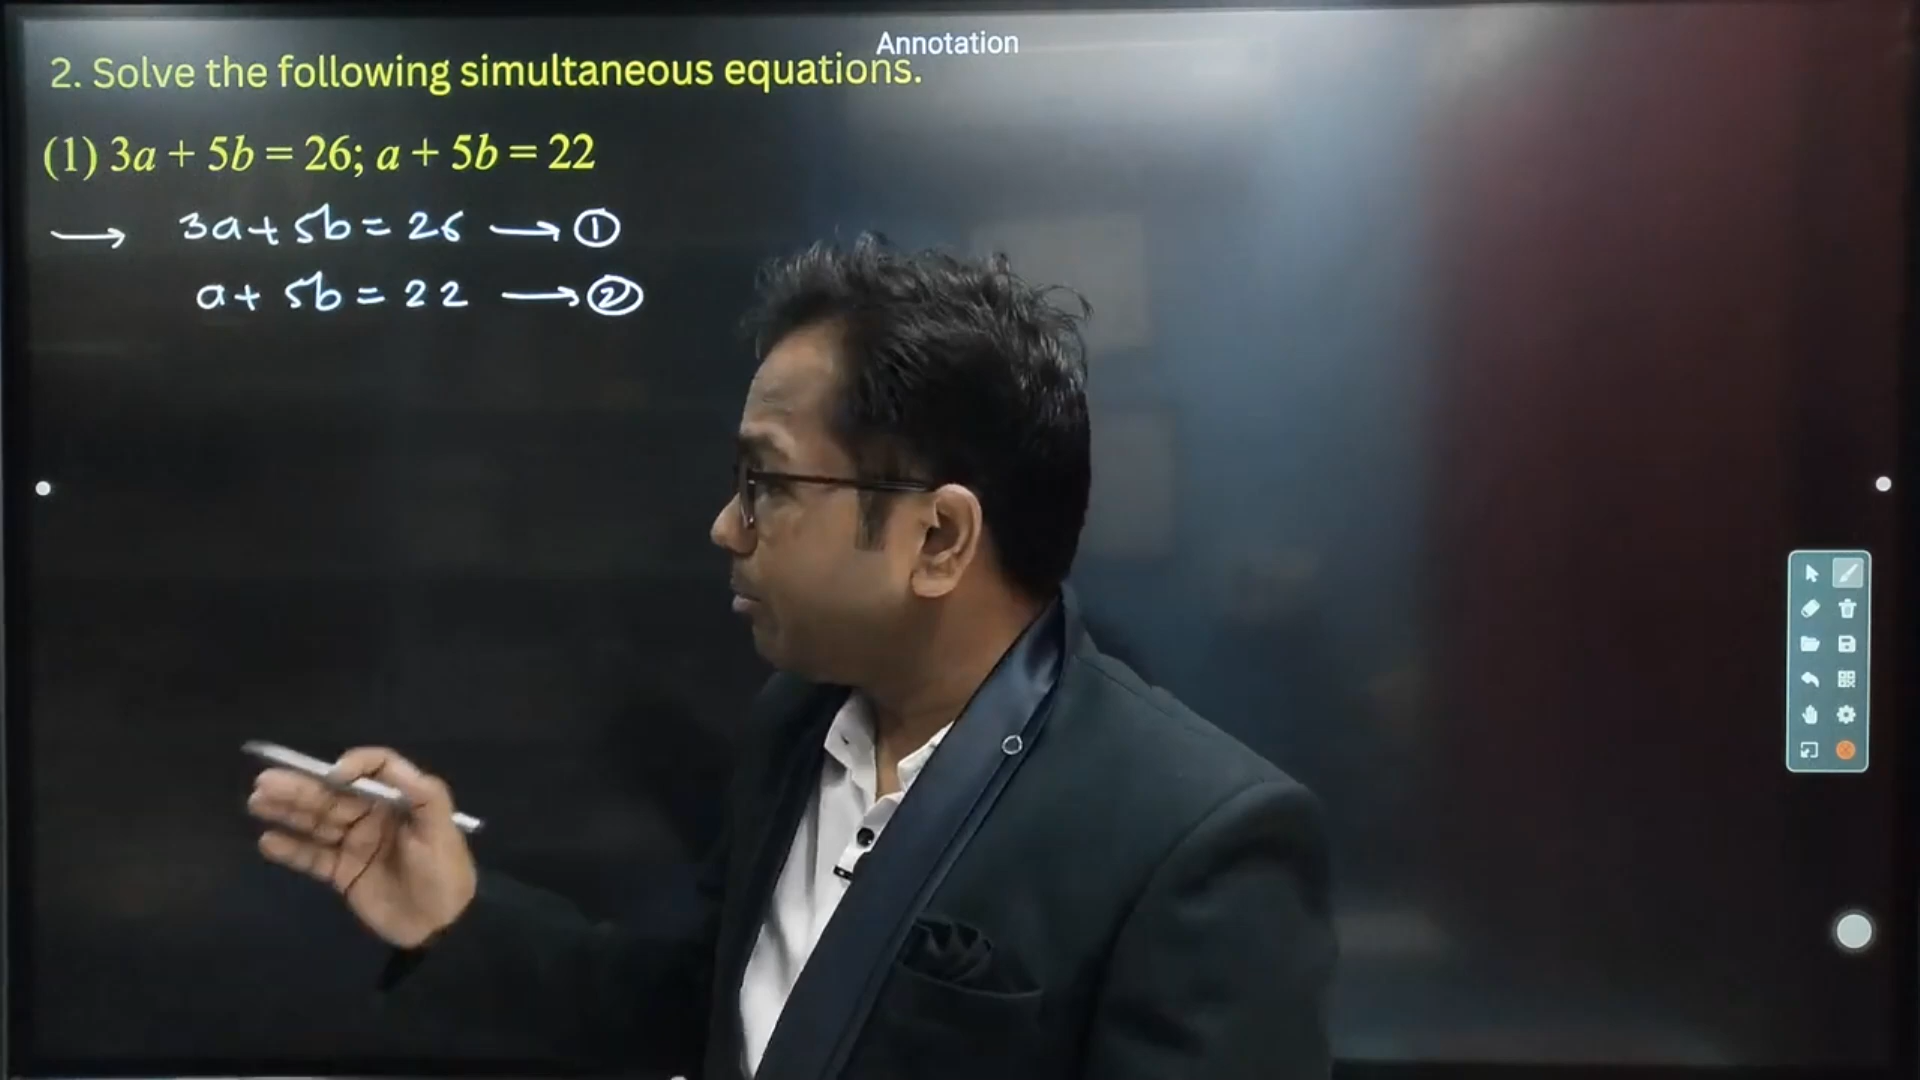 Annotation
2. Solve the following simultaneous equations.
(1) 3a + 5b = 26; a + 5b = 22
⟶ 3a + 5b = 26 ⟶ ①
a + 5b = 22 ⟶ ②